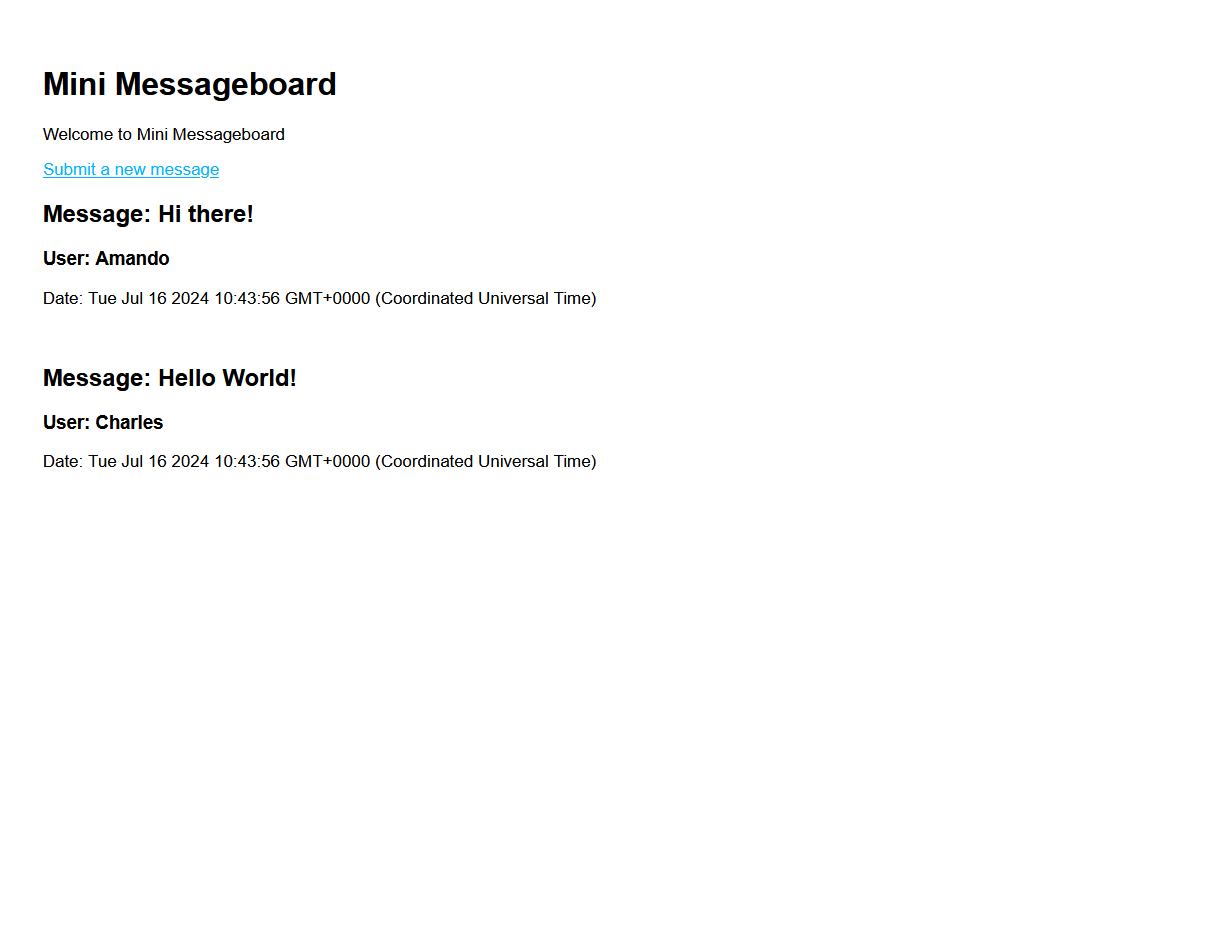 Mini Messageboard
Welcome to Mini Messageboard
Submit a new message
Message: Hi there!
User: Amando
Date: Tue Jul 16 2024 10:43:56 GMT+0000 (Coordinated Universal Time)
Message: Hello World!
User: Charles
Date: Tue Jul 16 2024 10:43:56 GMT+0000 (Coordinated Universal Time)